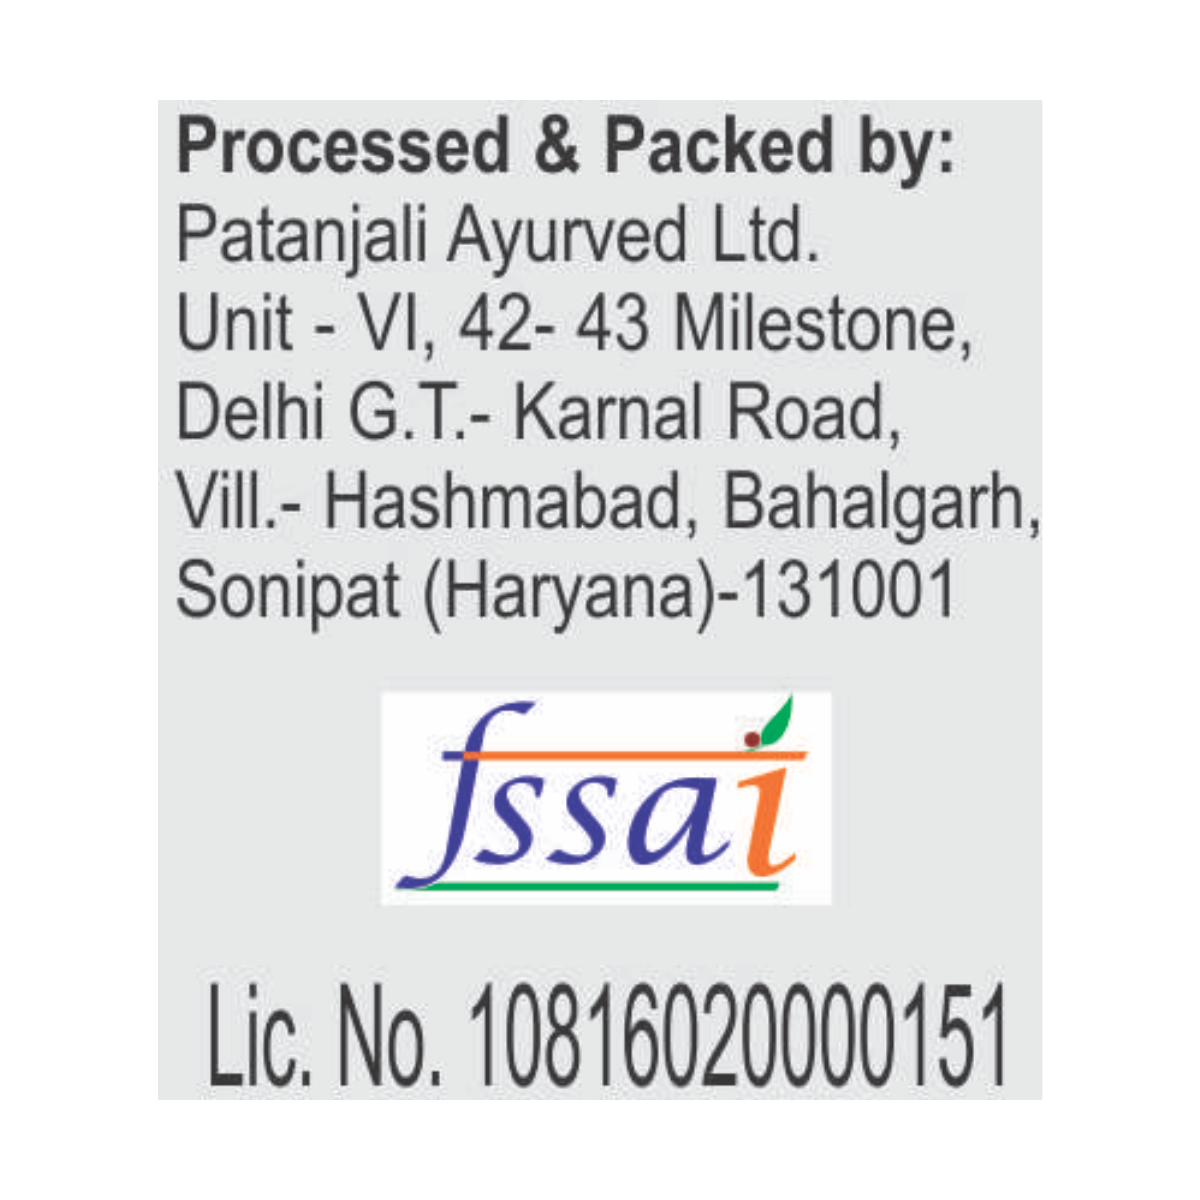 Processed & Packed by:
Patanjali Ayurved Ltd.
Unit - VI, 42- 43 Milestone,
Delhi G.T.- Karnal Road,
Vill.- Hashmabad, Bahalgarh,
Sonipat (Haryana)-131001
fssai
Lic. No. 10816020000151